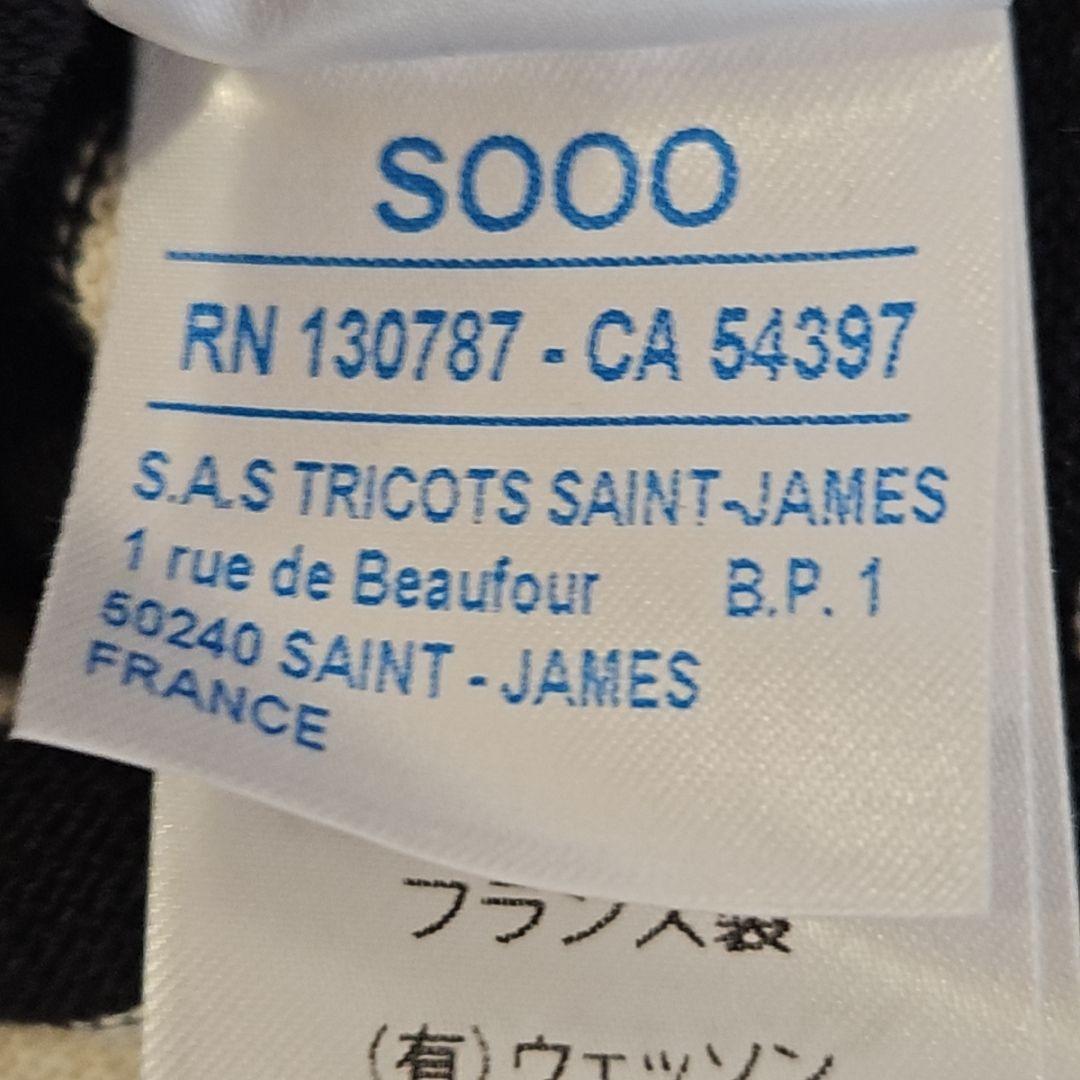 SOOO
RN 130787 - CA 54397
S.A.S TRICOTS SAINT-JAMES
1 rue de Beaufour B.P. 1
50240 SAINT - JAMES
FRANCE
フランス製
(有)ウェッソン